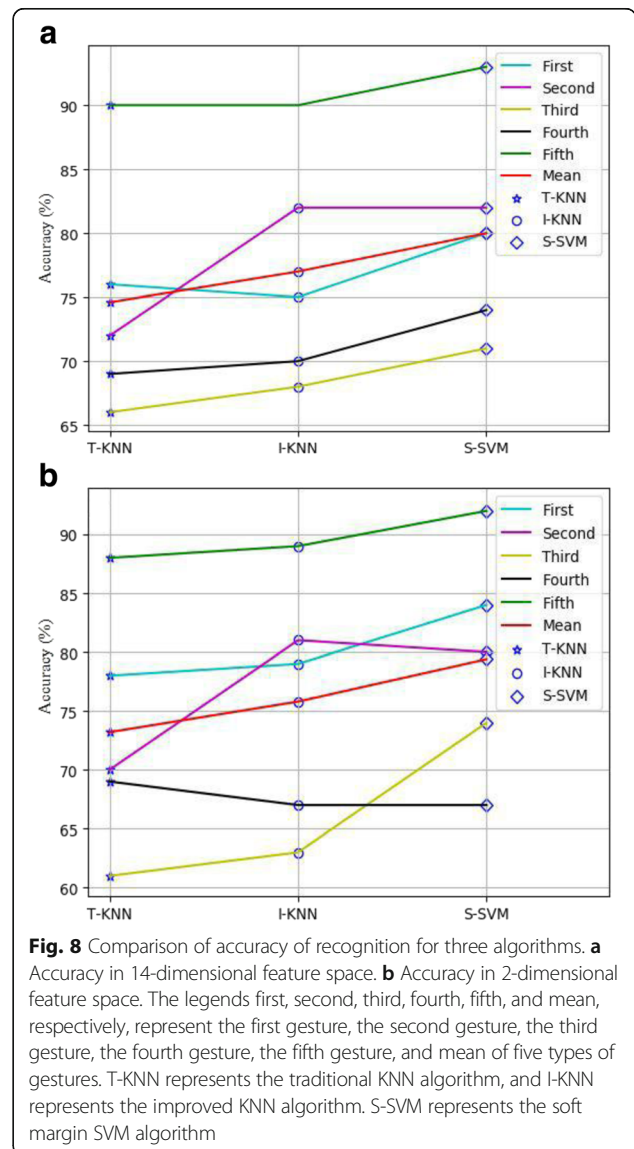 a
90
85
80
75
70
65
Accuracy (%)
First
Second
Third
Fourth
Fifth
Mean
T-KNN
I-KNN
S-SVM
T-KNN
I-KNN
S-SVM
b
90
85
80
75
70
65
60
Accuracy (%)
First
Second
Third
Fourth
Fifth
Mean
T-KNN
I-KNN
S-SVM
T-KNN
I-KNN
S-SVM
Fig. 8 Comparison of accuracy of recognition for three algorithms. a
Accuracy in 14-dimensional feature space. b Accuracy in 2-dimensional
feature space. The legends first, second, third, fourth, fifth, and mean,
respectively, represent the first gesture, the second gesture, the third
gesture, the fourth gesture, the fifth gesture, and mean of five types of
gestures. T-KNN represents the traditional KNN algorithm, and I-KNN
represents the improved KNN algorithm. S-SVM represents the soft
margin SVM algorithm